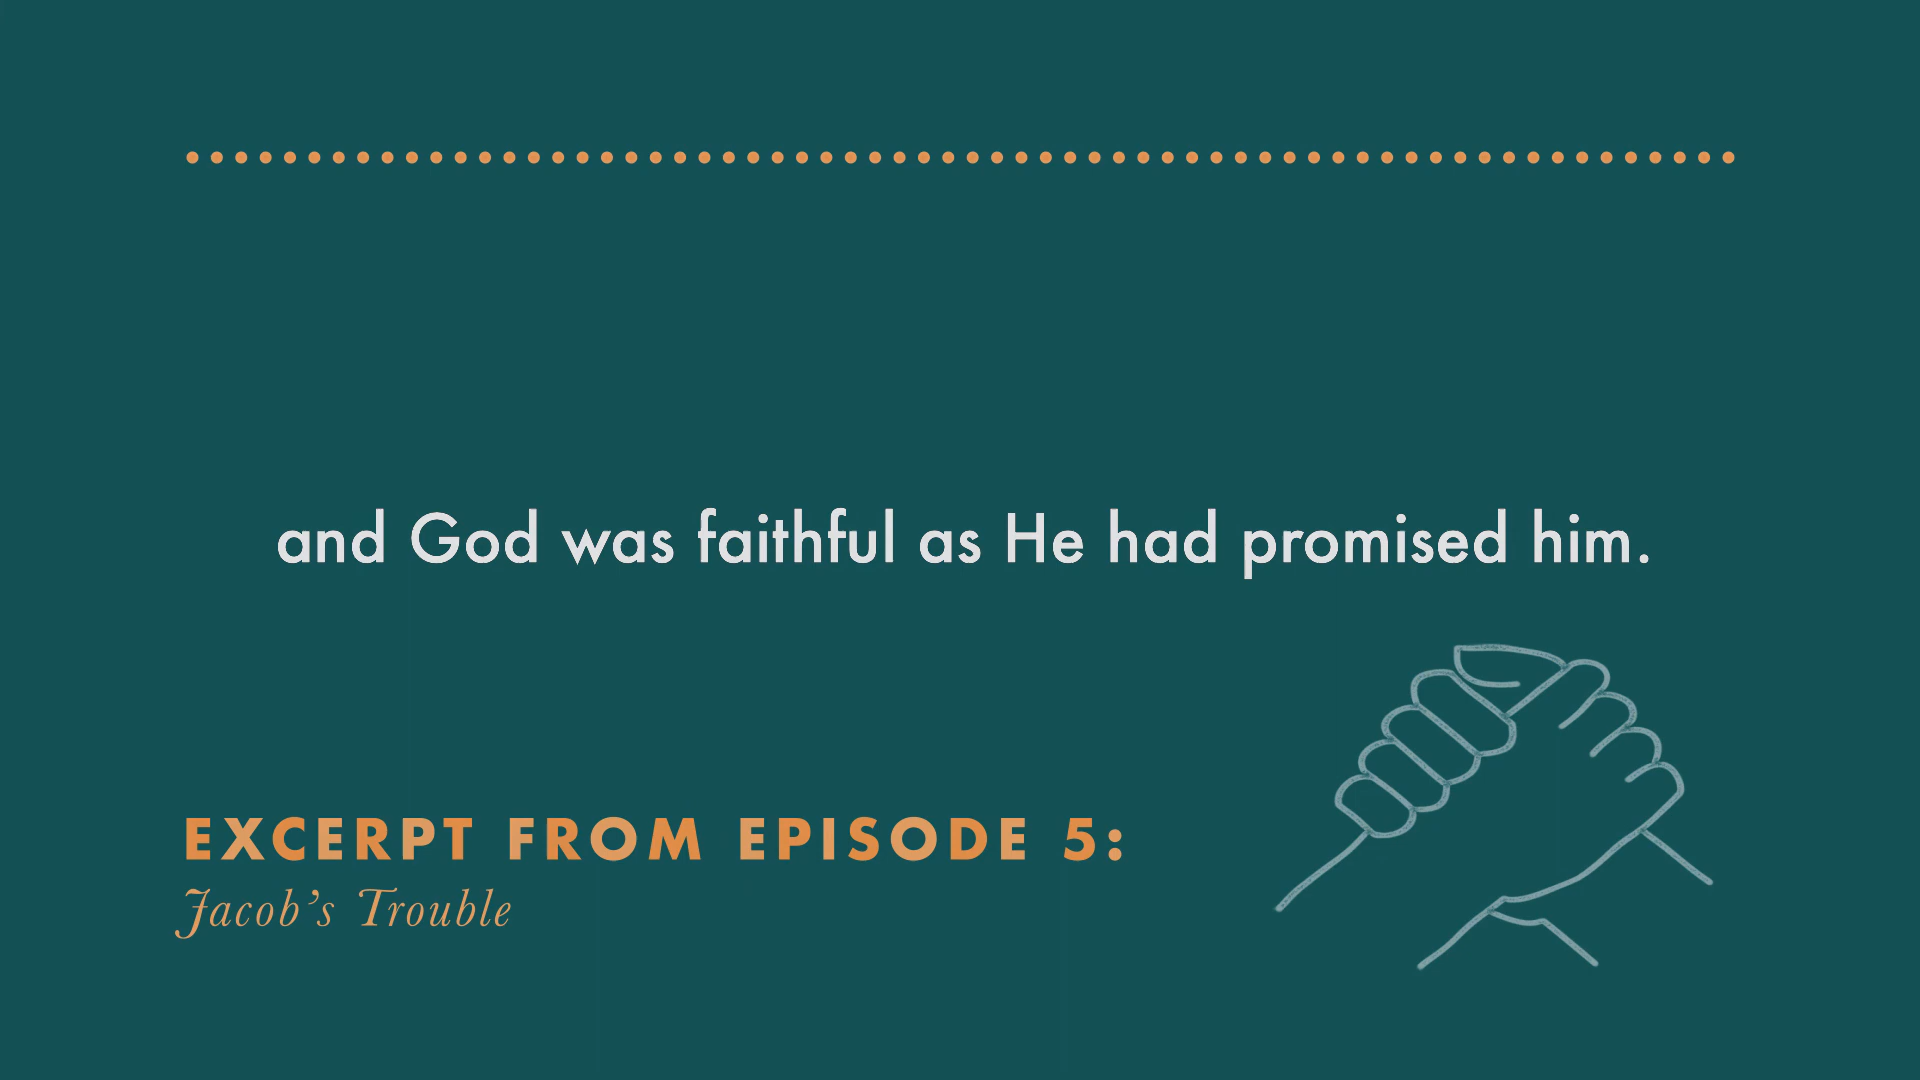 and God was faithful as He had promised him.
EXCERPT FROM EPISODE 5:
Jacob's Trouble